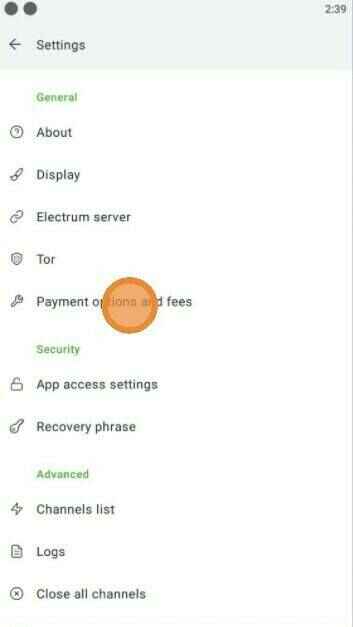 2:39
Settings
General
About
Display
Electrum server
Tor
Payment options and fees
Security
App access settings
Recovery phrase
Advanced
Channels list
Logs
Close all channels